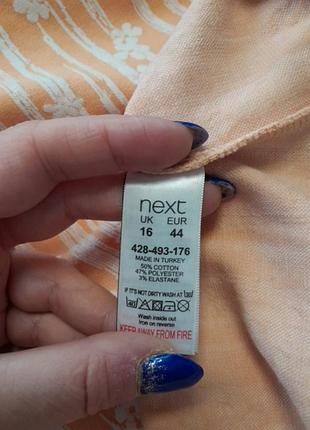 next
UK EUR
16 44
428-493-176
MADE IN TURKEY
50% COTTON
47% POLYESTER
3% ELASTANE
IF IT'S NOT DIRTY WASH AT 30
Wash inside out
Iron on reverse
KEEP AWAY FROM FIRE